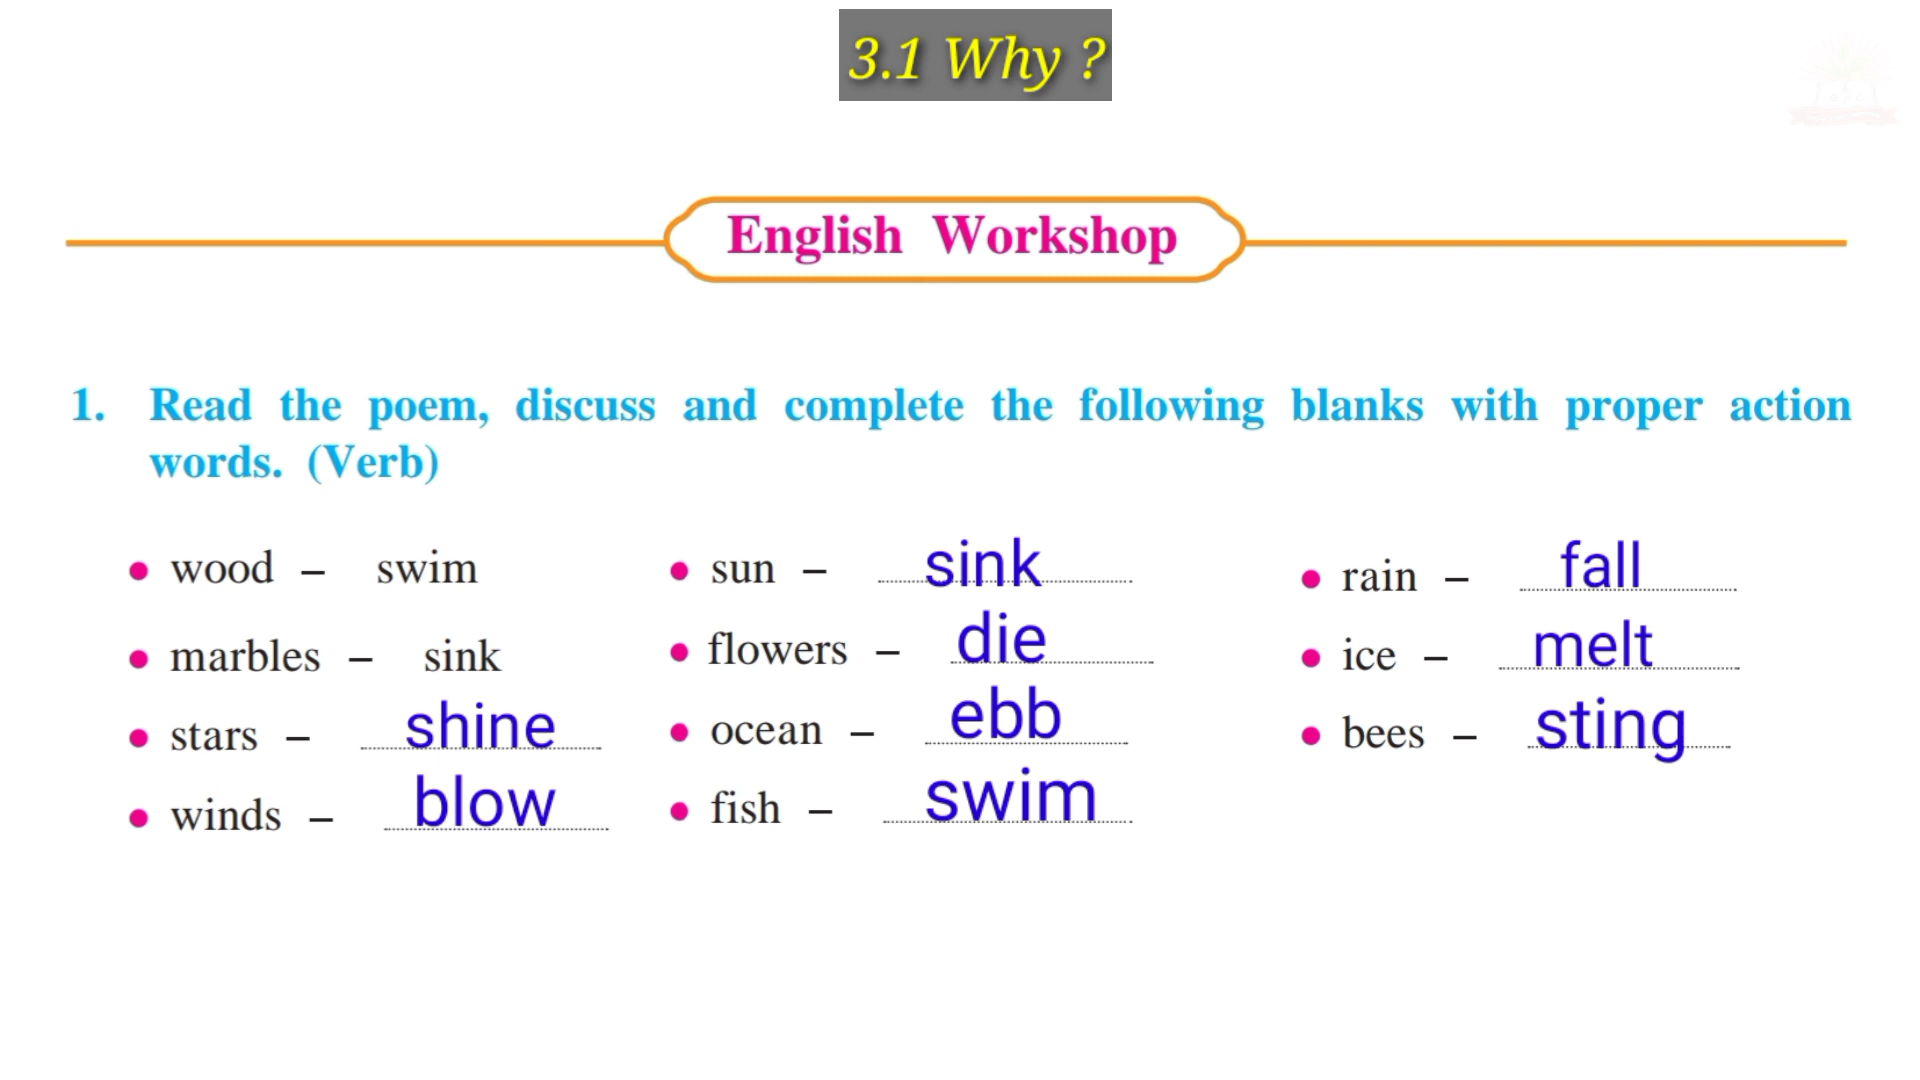 3.1 Why ?
English Workshop
1. Read the poem, discuss and complete the following blanks with proper action
words. (Verb)
• wood – swim
• marbles – sink
• stars – shine
• winds – blow
• sun – sink
• flowers – die
• ocean – ebb
• fish – swim
• rain – fall
• ice – melt
• bees – sting